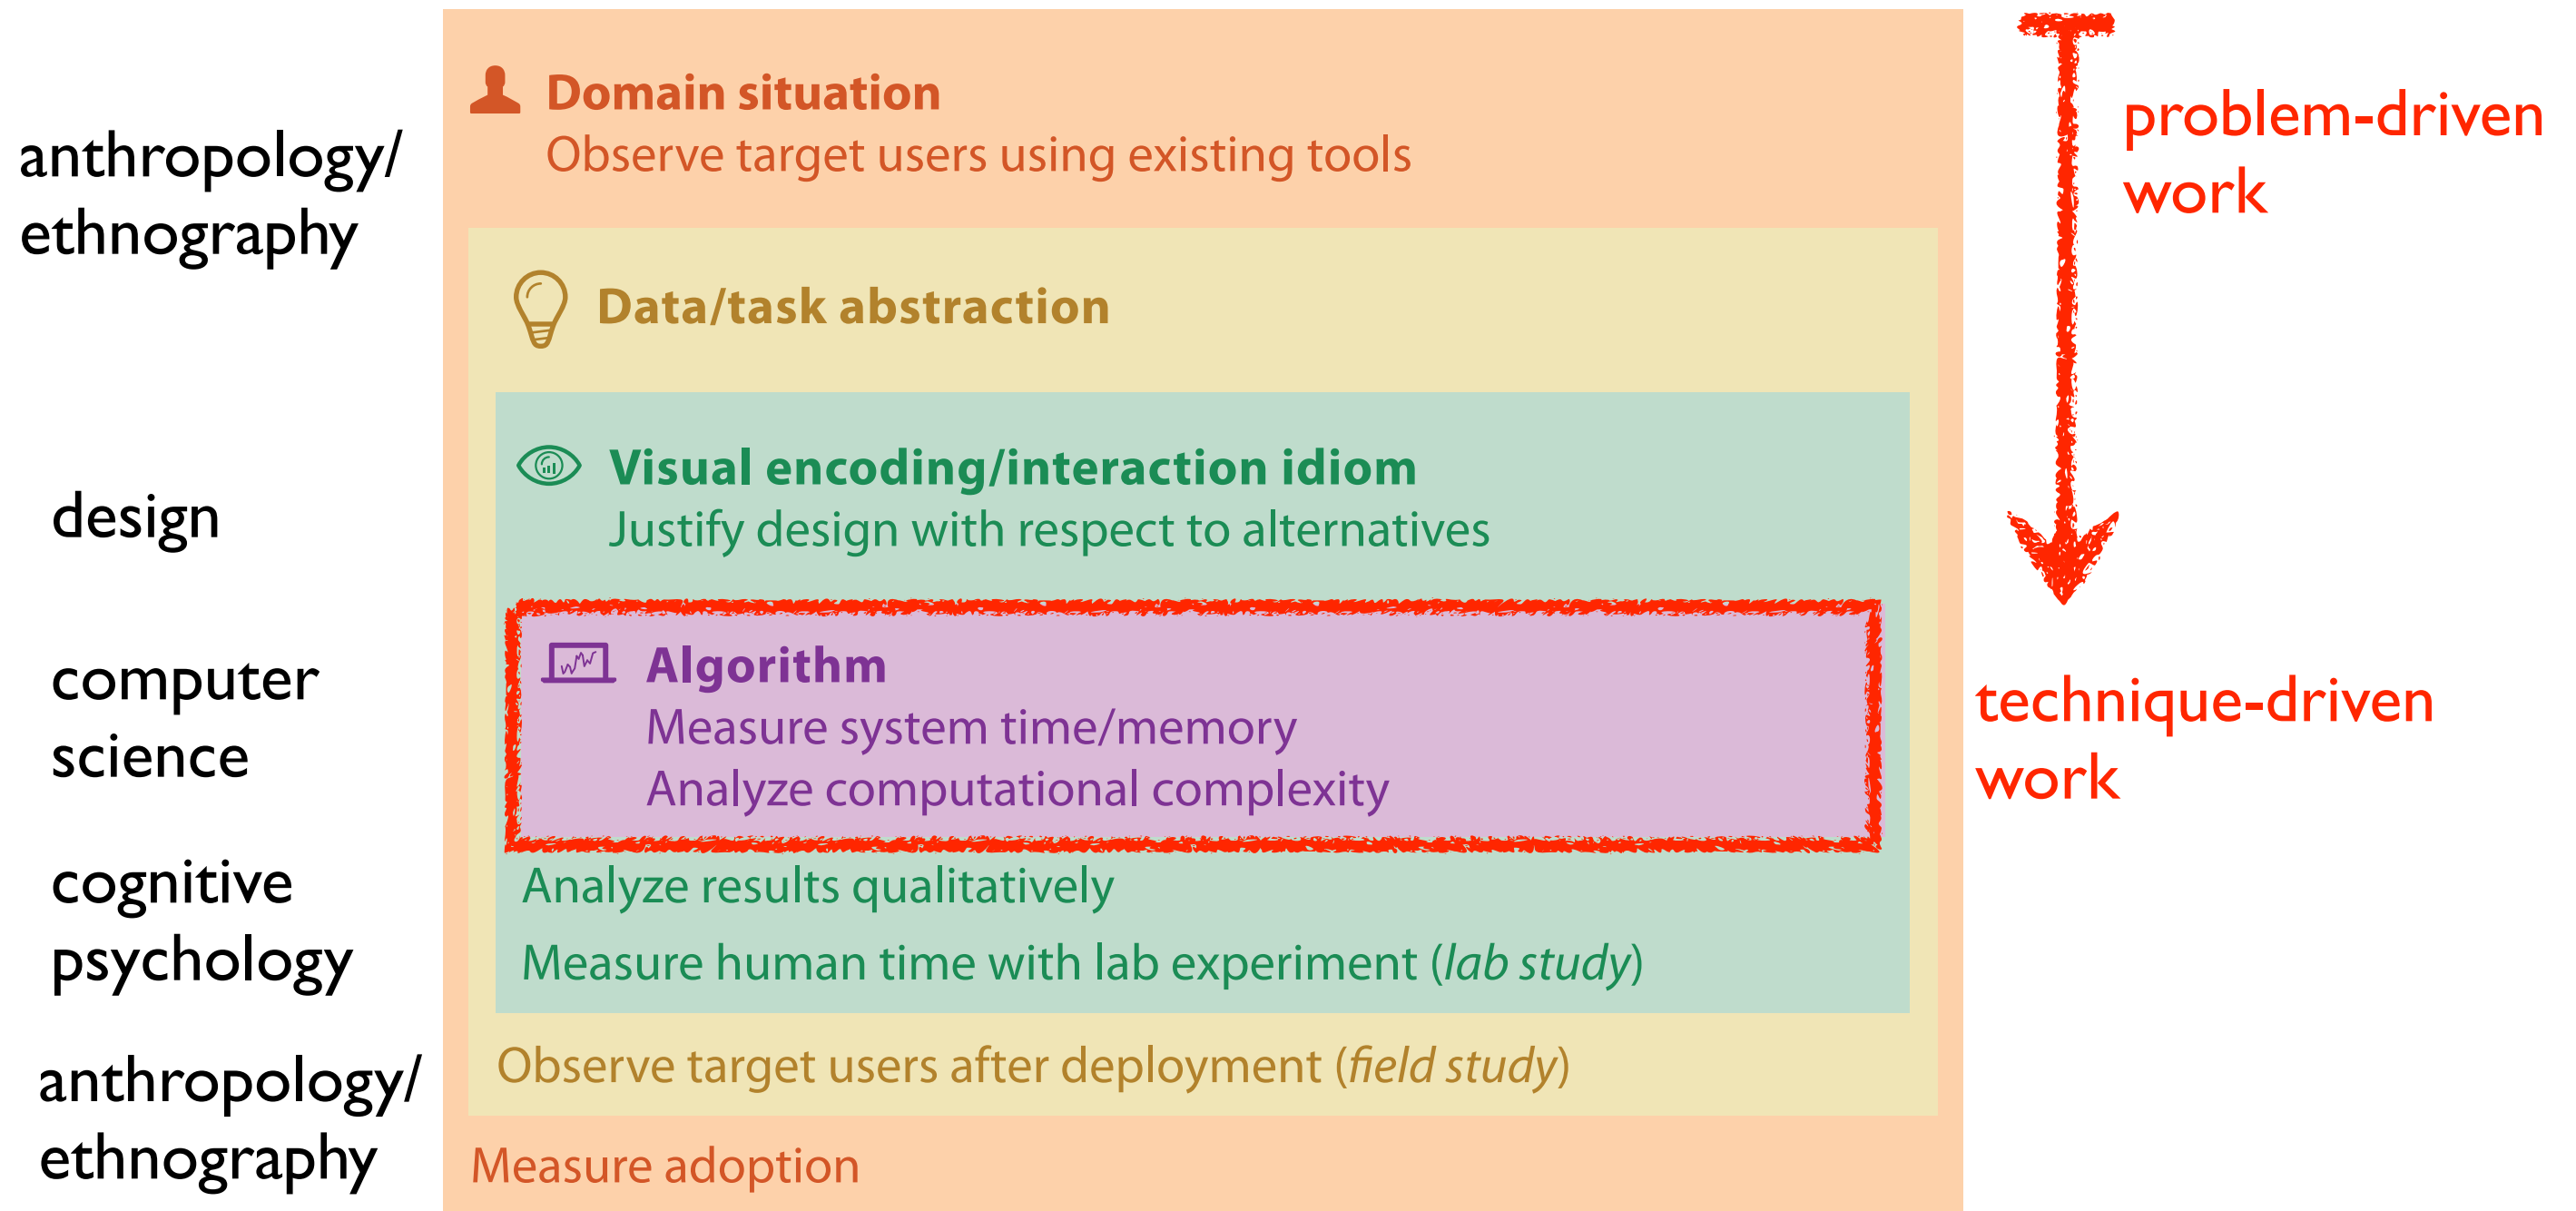 anthropology/
ethnography
design
computer
science
cognitive
psychology
anthropology/
ethnography
Domain situation
Observe target users using existing tools
Data/task abstraction
Visual encoding/interaction idiom
Justify design with respect to alternatives
Algorithm
Measure system time/memory
Analyze computational complexity
Analyze results qualitatively
Measure human time with lab experiment (lab study)
Observe target users after deployment (field study)
Measure adoption
problem-driven
work
technique-driven
work